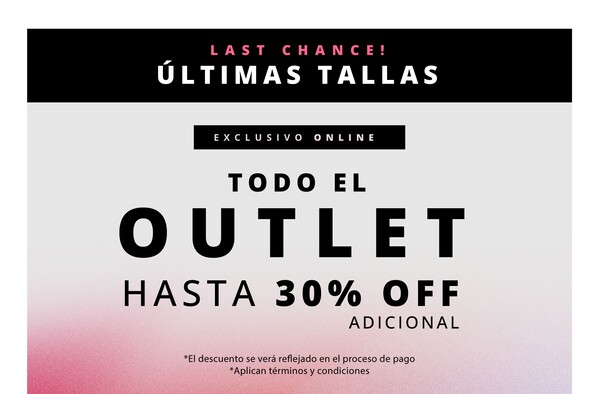 LAST CHANCE!
ÚLTIMAS TALLAS
EXCLUSIVO ONLINE
TODO EL
OUTLET
HASTA 30% OFF
ADICIONAL
*El descuento se verá reflejado en el proceso de pago
*Aplican términos y condiciones